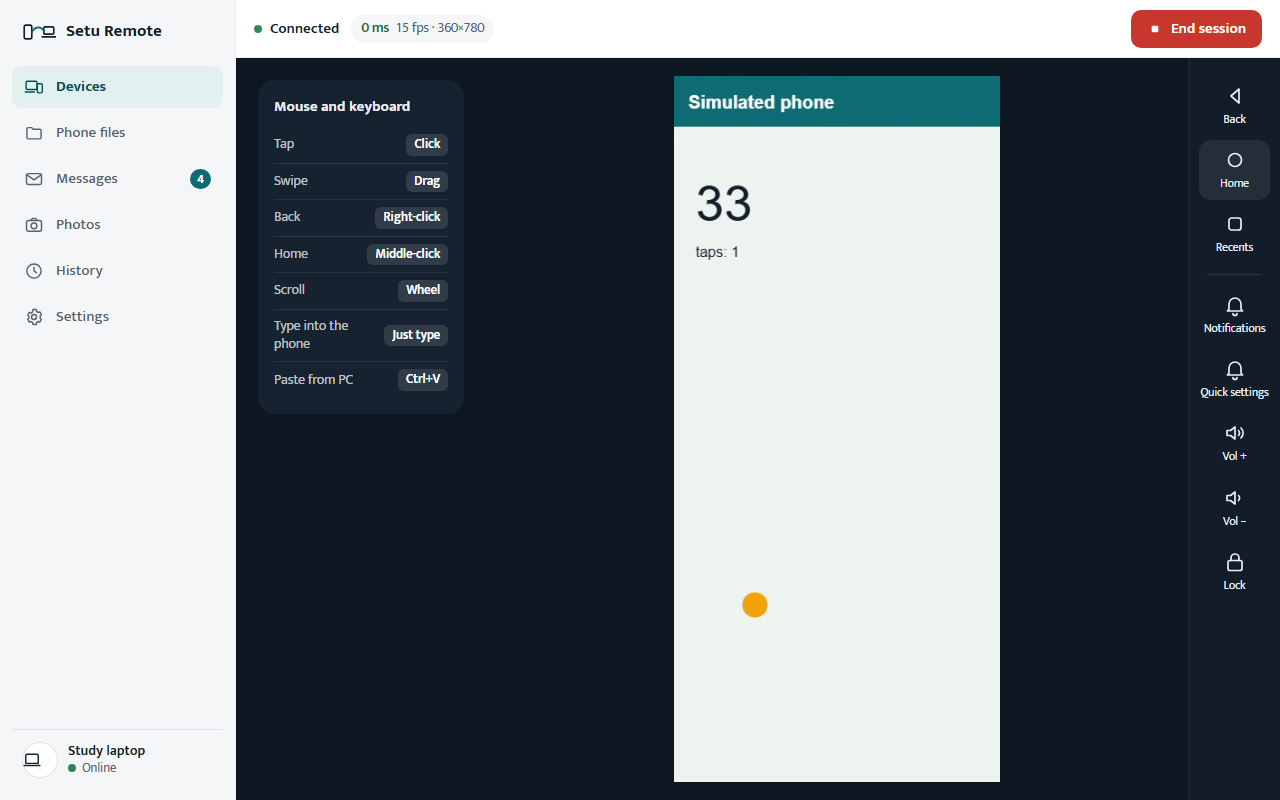 Setu Remote
Connected
0 ms 15 fps · 360×780
End session
Devices
Phone files
Messages 4
Photos
History
Settings
Study laptop
Online
Mouse and keyboard
Tap Click
Swipe Drag
Back Right-click
Home Middle-click
Scroll Wheel
Type into the
phone Just type
Paste from PC Ctrl+V
Simulated phone
33
taps: 1
Back
Home
Recents
Notifications
Quick settings
Vol +
Vol −
Lock